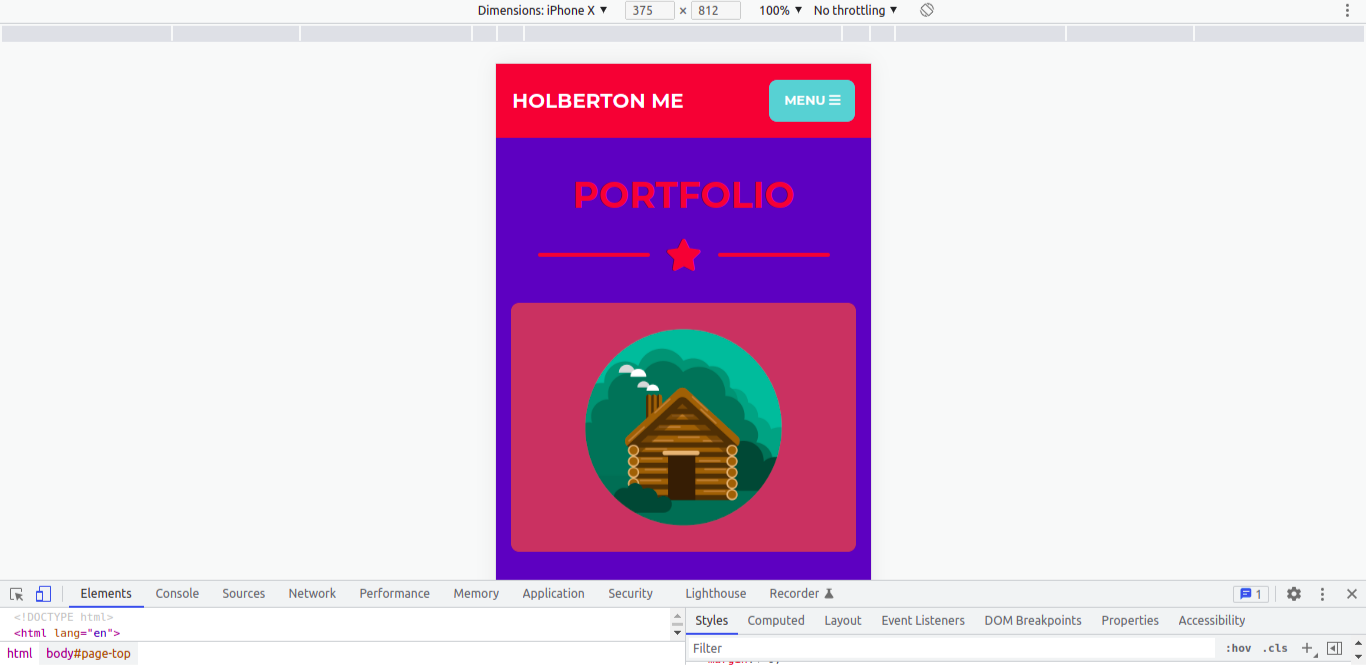 Dimensions: iPhone X ▼ 375 × 812 100% ▼ No throttling ▼
HOLBERTON ME
MENU
PORTFOLIO
Elements Console Sources Network Performance Memory Application Security Lighthouse Recorder 1
<!DOCTYPE html>
<html lang="en">
html body#page-top
Styles Computed Layout Event Listeners DOM Breakpoints Properties Accessibility
Filter :hov .cls